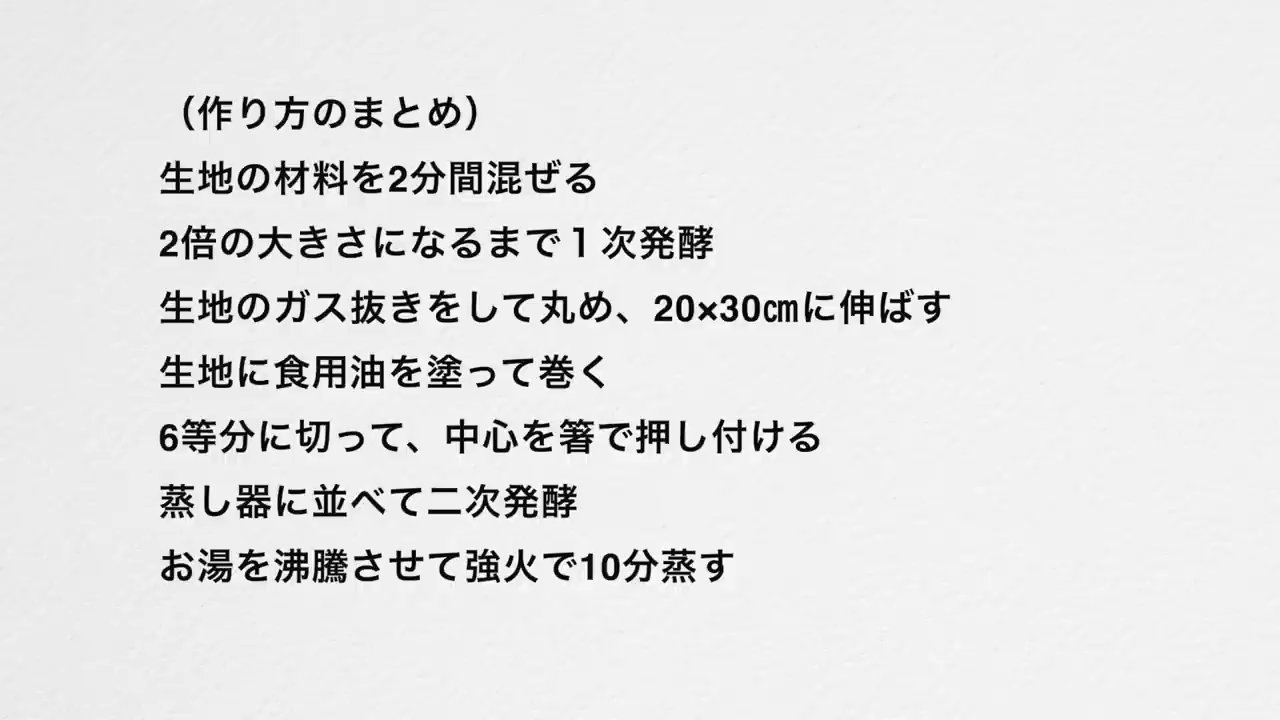 （作り方のまとめ）
生地の材料を2分間混ぜる
2倍の大きさになるまで１次発酵
生地のガス抜きをして丸め、20×30㎝に伸ばす
生地に食用油を塗って巻く
6等分に切って、中心を箸で押し付ける
蒸し器に並べて二次発酵
お湯を沸騰させて強火で10分蒸す